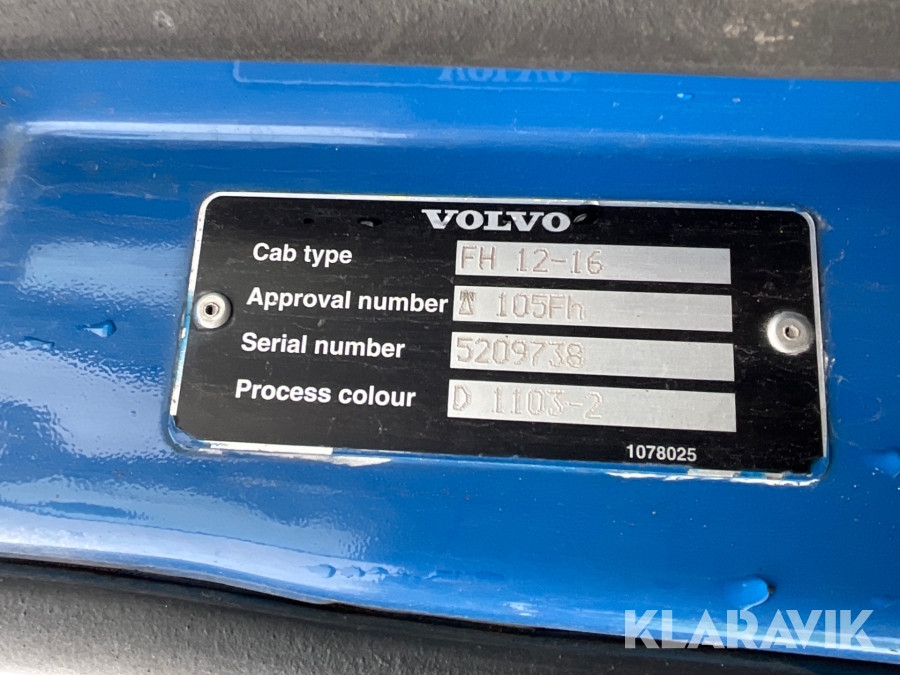 VOLVO
Cab type FH 12-16
Approval number 105Fh
Serial number 5209738
Process colour D 1103-2
1078025
KLARAVIK